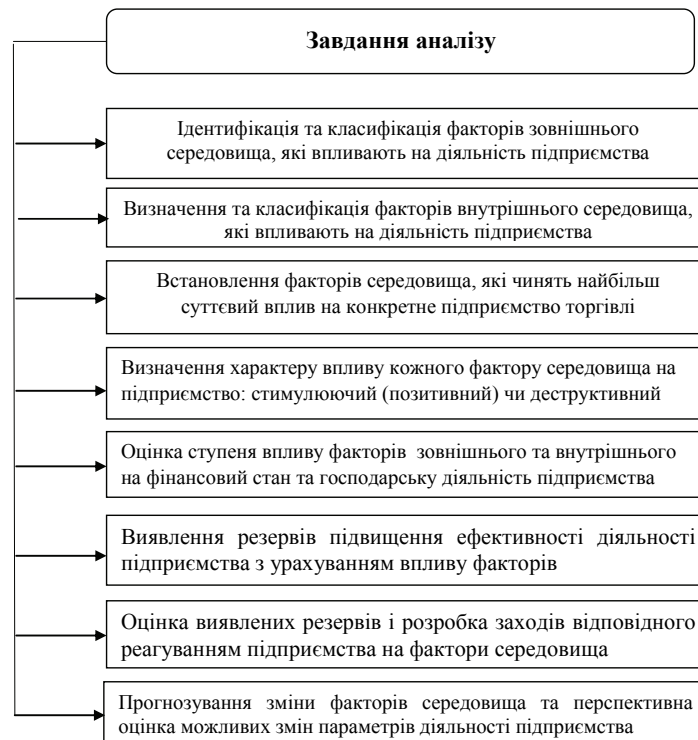 Завдання аналізу
Ідентифікація та класифікація факторів зовнішнього
середовища, які впливають на діяльність підприємства
Визначення та класифікація факторів внутрішнього середовища,
які впливають на діяльність підприємства
Встановлення факторів середовища, які чинять найбільш
суттєвий вплив на конкретне підприємство торгівлі
Визначення характеру впливу кожного фактору середовища на
підприємство: стимулюючий (позитивний) чи деструктивний
Оцінка ступеня впливу факторів зовнішнього та внутрішнього
на фінансовий стан та господарську діяльність підприємства
Виявлення резервів підвищення ефективності діяльності
підприємства з урахуванням впливу факторів
Оцінка виявлених резервів і розробка заходів відповідного
реагуванням підприємства на фактори середовища
Прогнозування зміни факторів середовища та перспективна
оцінка можливих змін параметрів діяльності підприємства